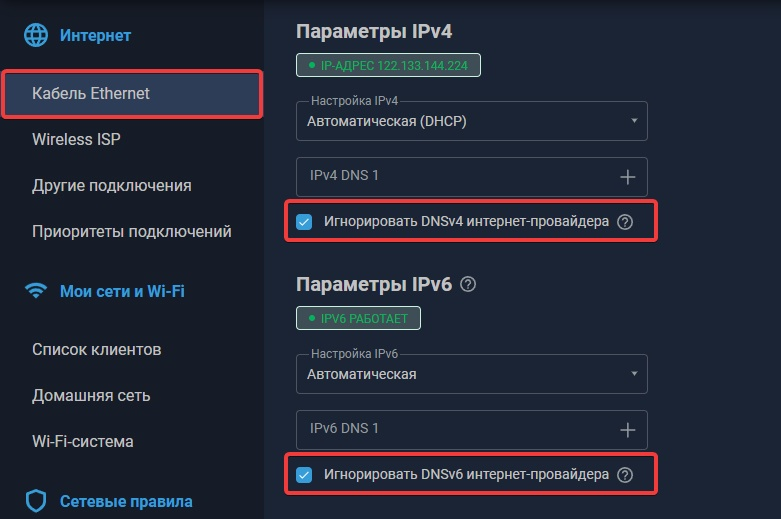 Интернет
Кабель Ethernet
Wireless ISP
Другие подключения
Приоритеты подключений
Мои сети и Wi-Fi
Список клиентов
Домашняя сеть
Wi-Fi-система
Сетевые правила
Параметры IPv4
IP-АДРЕС 122.133.144.224
Настройка IPv4
Автоматическая (DHCP)
IPv4 DNS 1
Игнорировать DNSv4 интернет-провайдера
Параметры IPv6
IPV6 РАБОТАЕТ
Настройка IPv6
Автоматическая
IPv6 DNS 1
Игнорировать DNSv6 интернет-провайдера